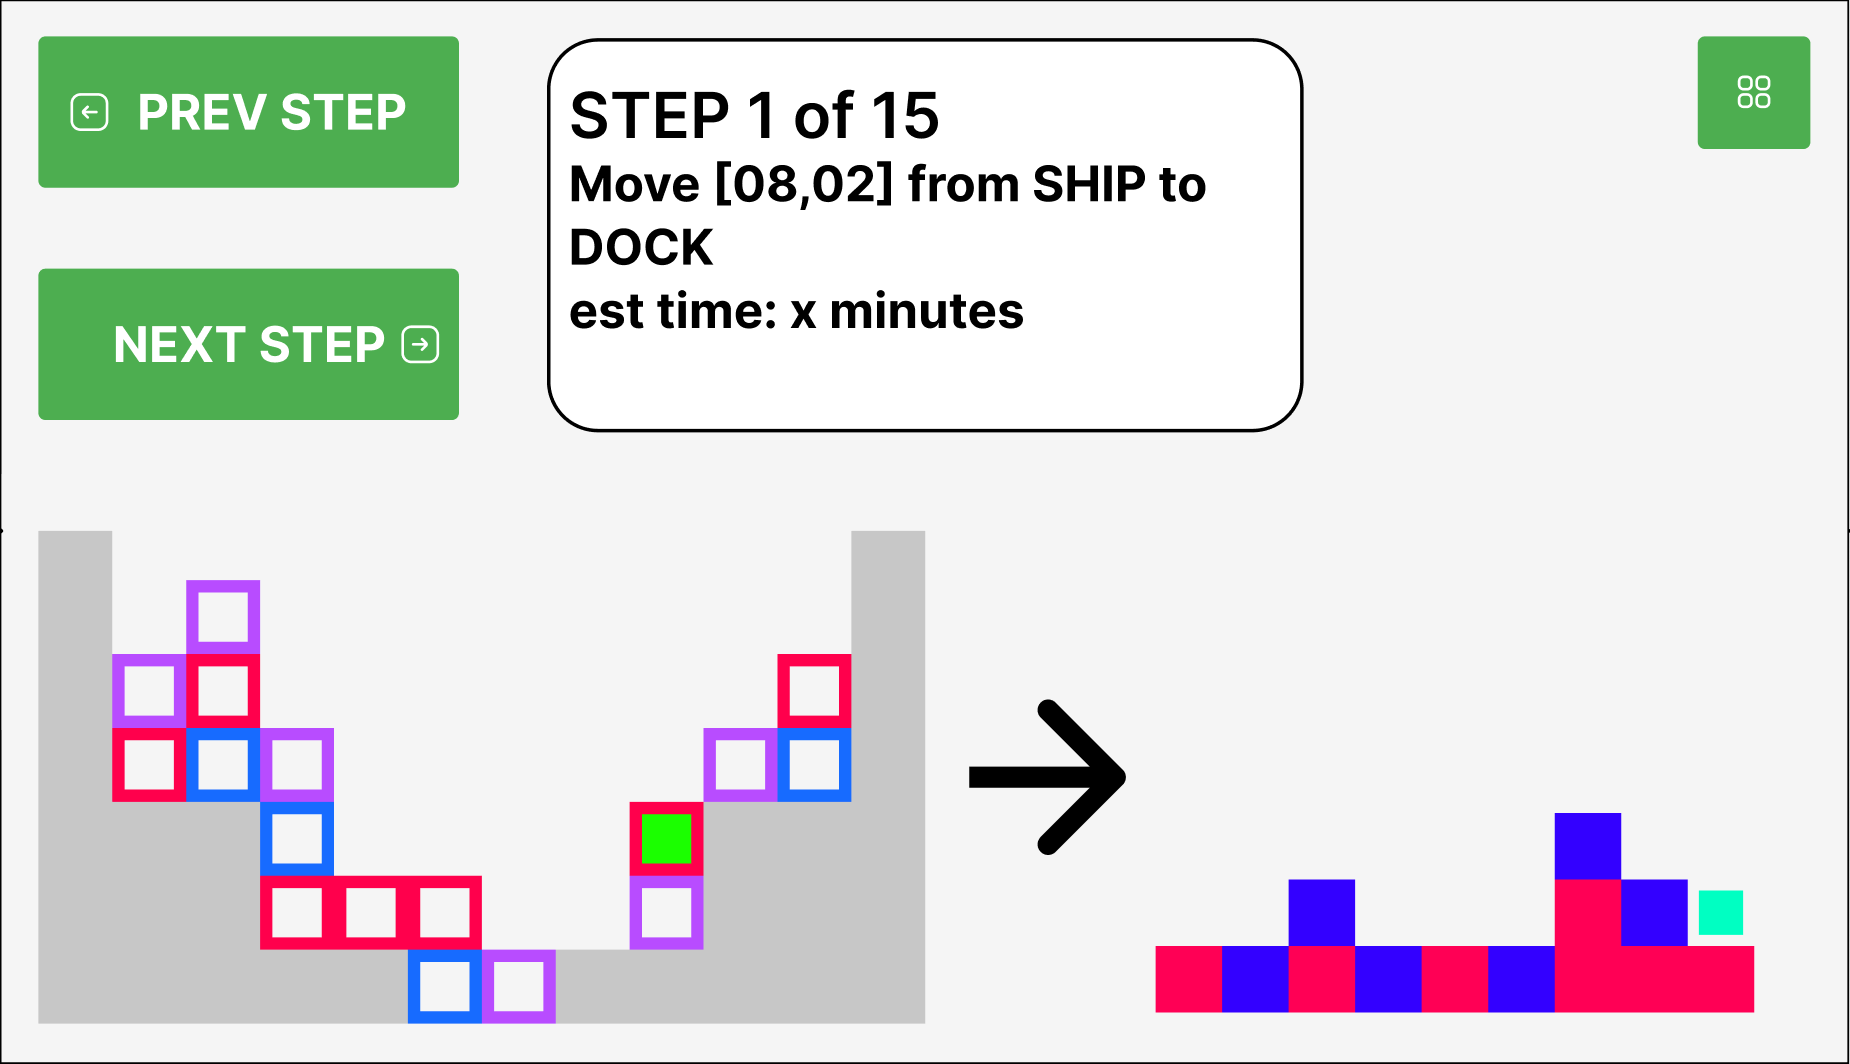 PREV STEP
STEP 1 of 15
Move [08,02] from SHIP to
DOCK
est time: x minutes
NEXT STEP